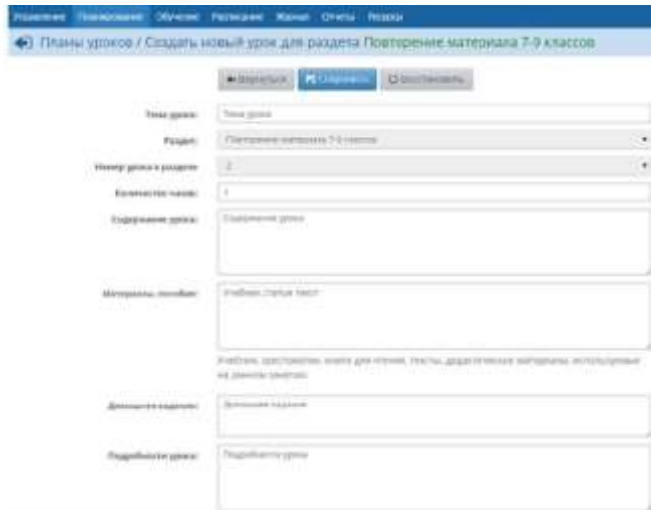 Управление Планирование Обучение Расписание Журнал Отчеты Ресурсы
Планы уроков / Создать новый урок для раздела Повторение материала 7-9 классов
Вернуться Сохранить Восстановить
Тема урока: Тема урока
Раздел: Повторение материала 7-9 классов
Номер урока в разделе 2
Количество часов: 1
Содержание урока: Содержание урока
Материалы, пособия: Учебник, статья, текст
Учебник, хрестоматия, книги для чтения, тексты, дидактические материалы, используемые
на данном занятии.
Домашнее задание: Домашнее задание
Подробности урока: Подробности урока